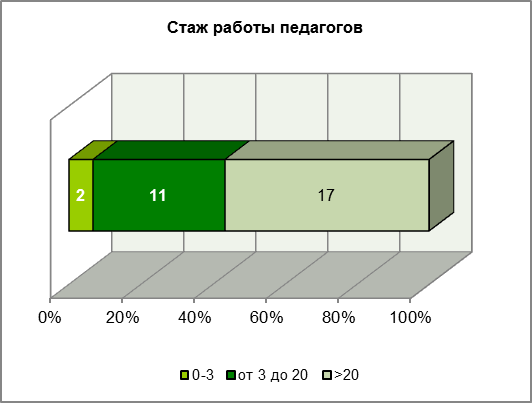 Стаж работы педагогов
2 11 17
0% 20% 40% 60% 80% 100%
0-3 от 3 до 20 >20